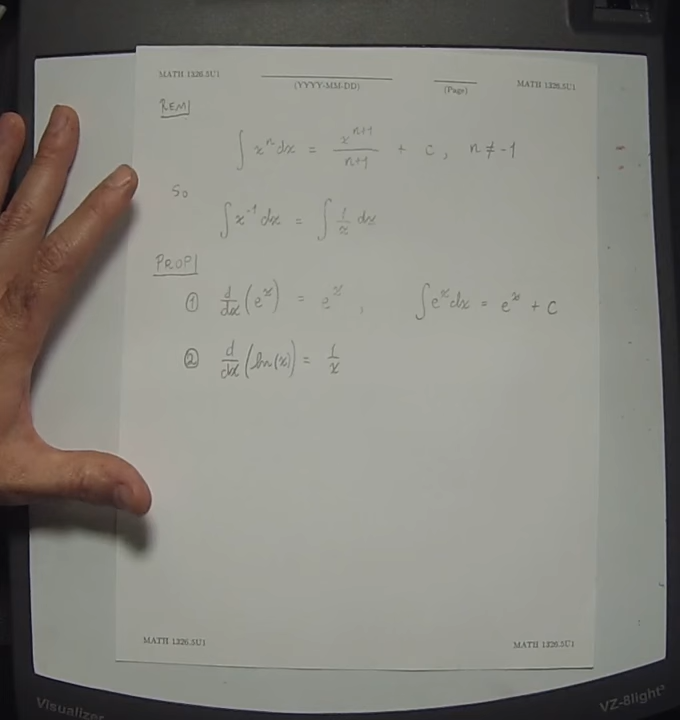 MATH 1326.5U1 (YYYY-MM-DD) (Page) MATH 1326.5U1
REM
∫ x^n dx = x^(n+1)/(n+1) + c, n ≠ -1
So
∫ x^-1 dx = ∫ 1/x dx
PROP
① d/dx (e^x) = e^x, ∫ e^x dx = e^x + c
② d/dx (ln(x)) = 1/x
MATH 1326.5U1 MATH 1326.5U1
Visualizer VZ-8light³